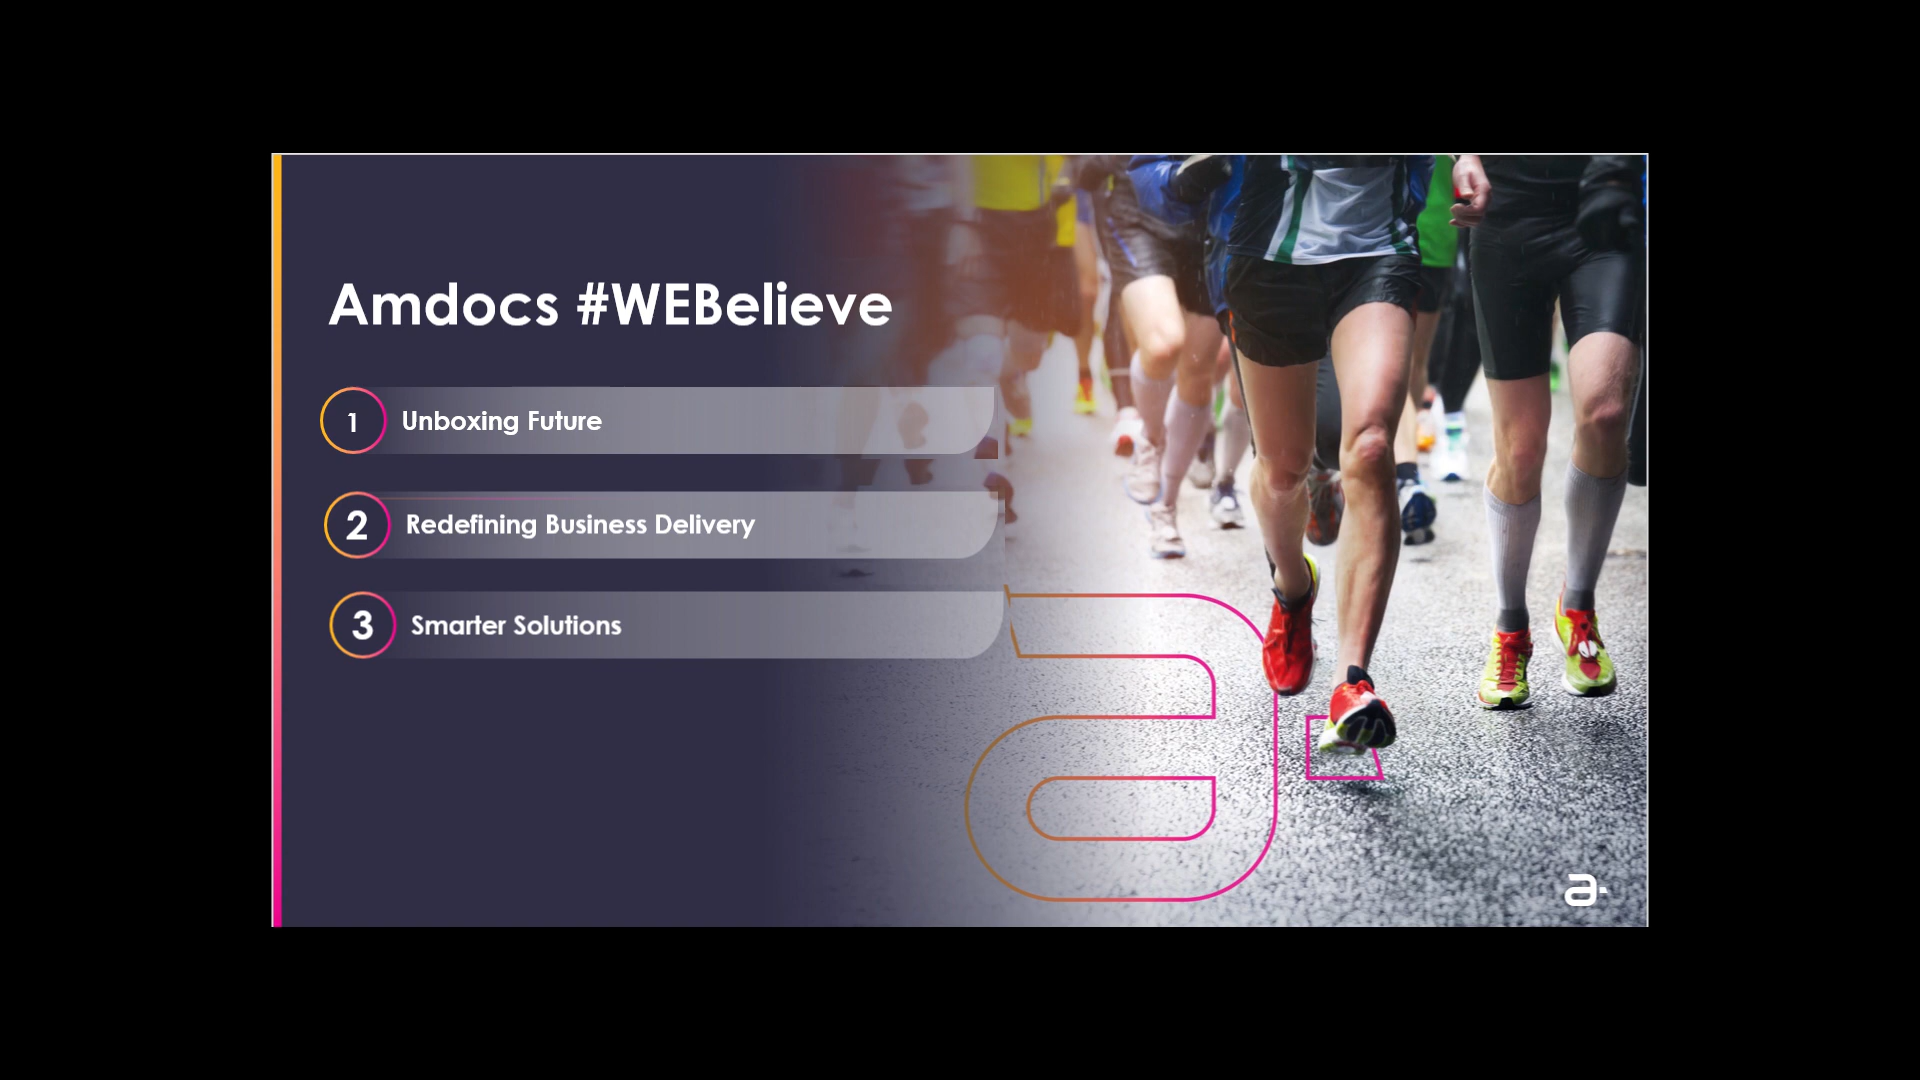 Amdocs #WEBelieve
1 Unboxing Future
2 Redefining Business Delivery
3 Smarter Solutions
a